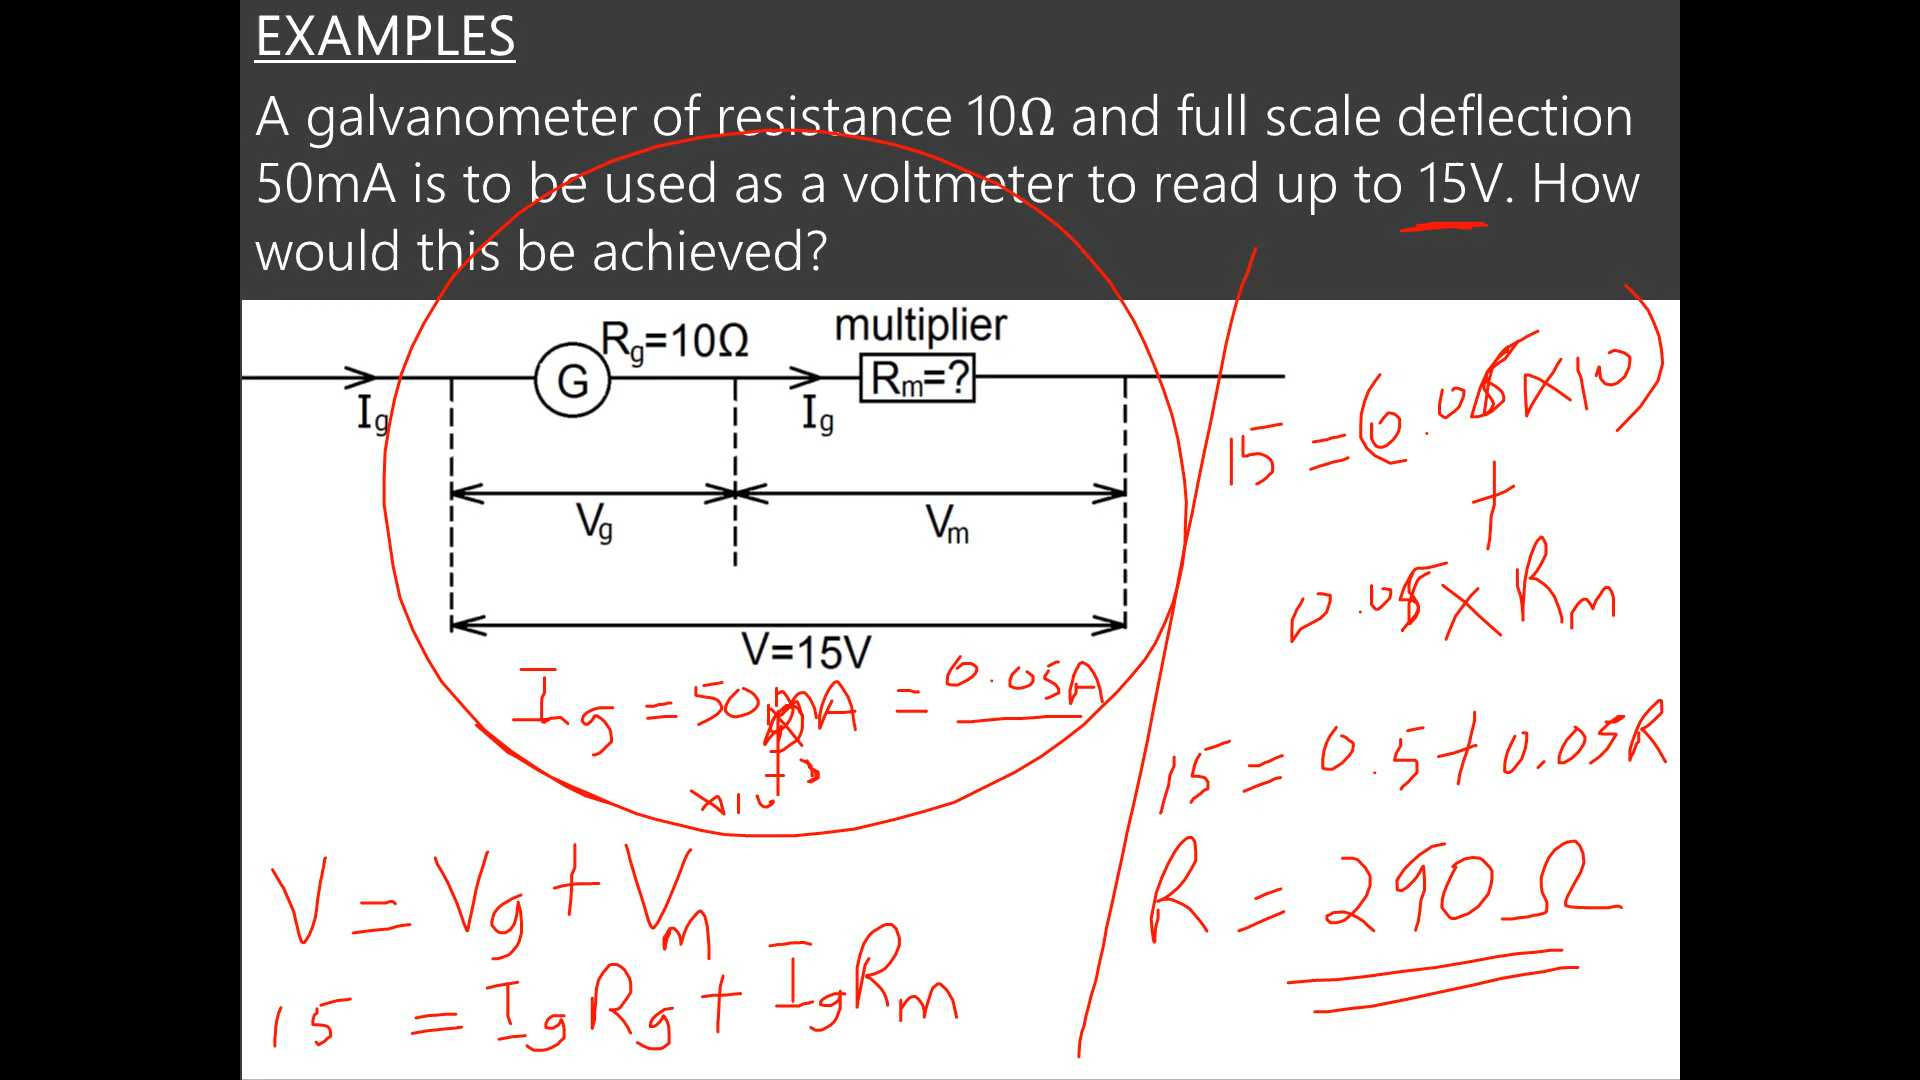 EXAMPLES
A galvanometer of resistance 10Ω and full scale deflection
50mA is to be used as a voltmeter to read up to 15V. How
would this be achieved?
Rg=10Ω
multiplier
G
Rm=?
Ig
Ig
Vg
Vm
V=15V
Ig = 50mA = 0.05A
×10⁻³
V = Vg + Vm
15 = IgRg + IgRm
15 = (0.05×10)
+
0.05×Rm
15 = 0.5+0.05R
R = 290Ω